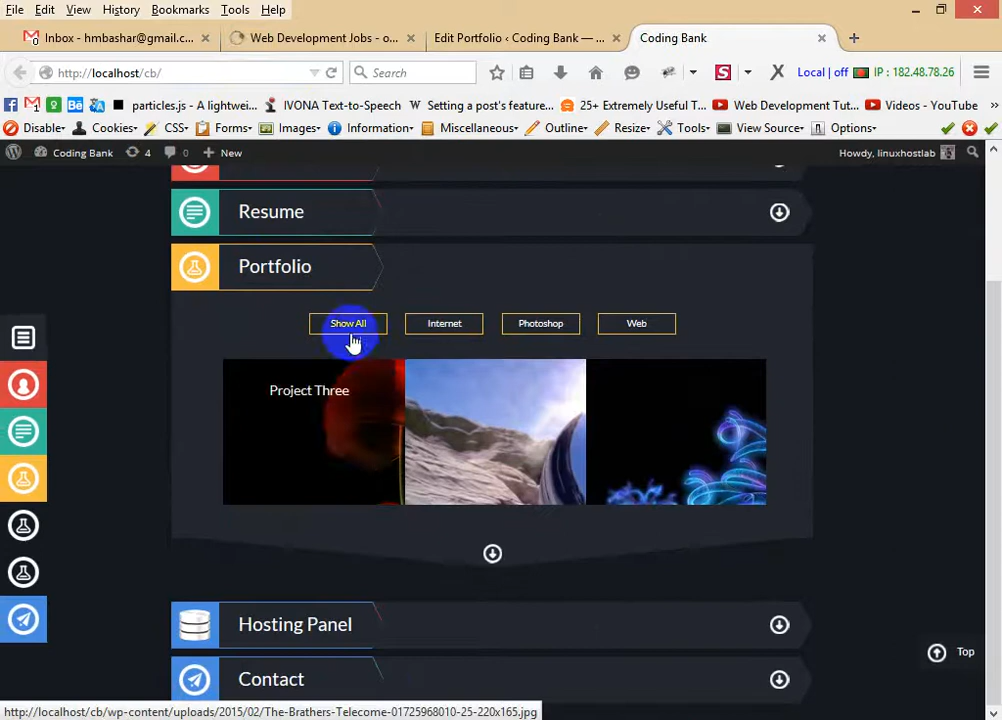 File Edit View History Bookmarks Tools Help
Inbox - hmbashar@gmail.c... × Web Development Jobs - o... × Edit Portfolio ‹ Coding Bank —... × Coding Bank ×
http://localhost/cb/ Search Local | off IP : 182.48.78.26
particles.js - A lightwei... IVONA Text-to-Speech Setting a post's feature... 25+ Extremely Useful T... Web Development Tut... Videos - YouTube »
Disable▾ Cookies▾ CSS▾ Forms▾ Images▾ Information▾ Miscellaneous▾ Outline▾ Resize▾ Tools▾ View Source▾ Options▾
Coding Bank 4 0 + New Howdy, linuxhostlab
Resume
Portfolio
Show All Internet Photoshop Web
Project Three
Hosting Panel
Top
Contact
http://localhost/cb/wp-content/uploads/2015/02/The-Brathers-Telecome-01725968010-25-220x165.jpg